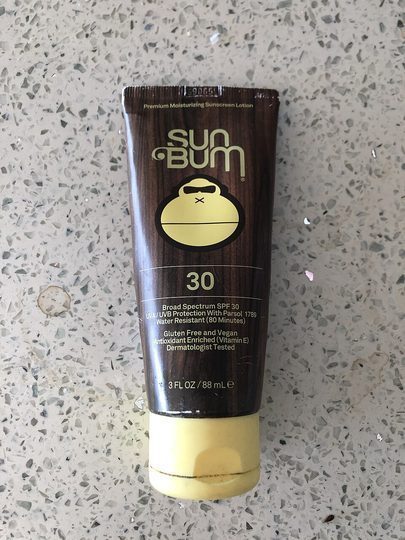 Premium Moisturizing Sunscreen Lotion
SUN
BUM®
30
Broad Spectrum SPF 30
UVA/UVB Protection With Parsol 1789
Water Resistant (80 Minutes)
Gluten Free and Vegan
Antioxidant Enriched (Vitamin E)
Dermatologist Tested
3 FL OZ / 88 mL ℮